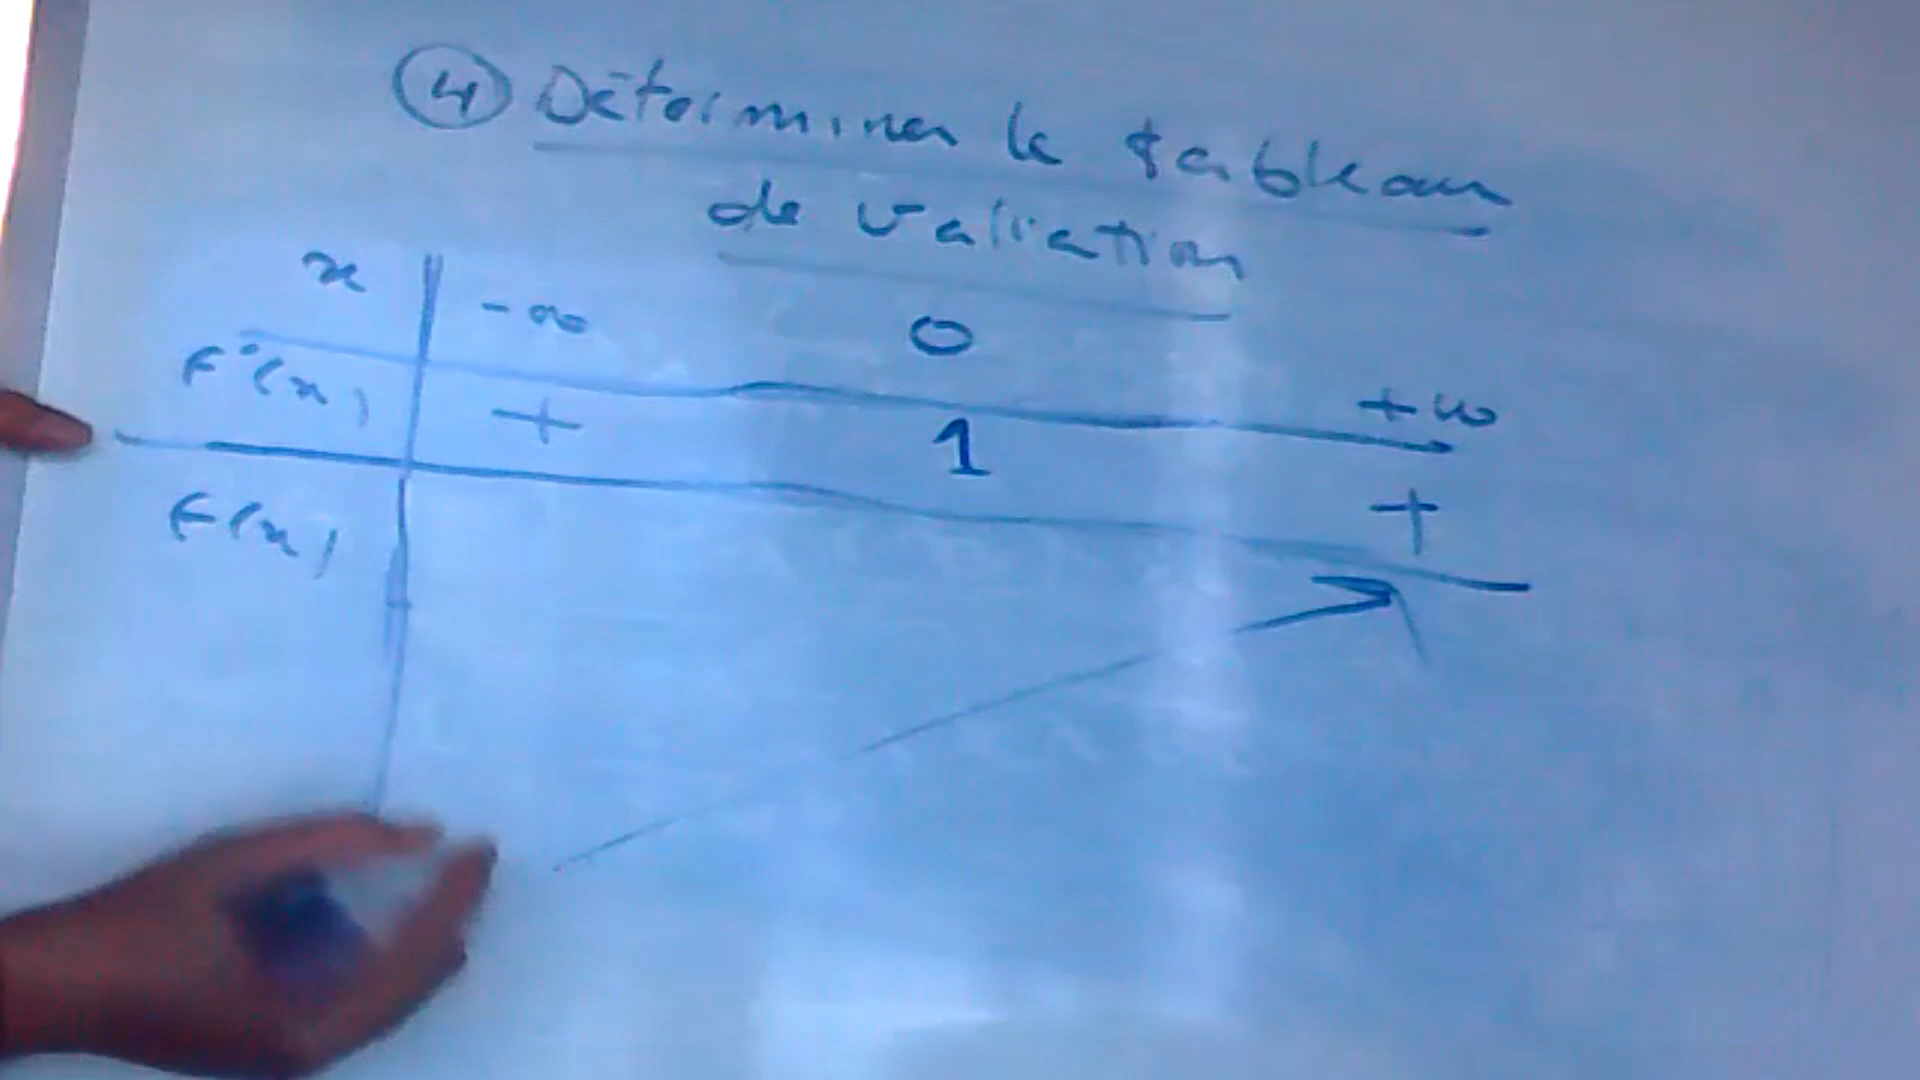 ④ Déterminer le tableau
de variation
x -∞ 0 +∞
F'(x) + 1 +
F(x)